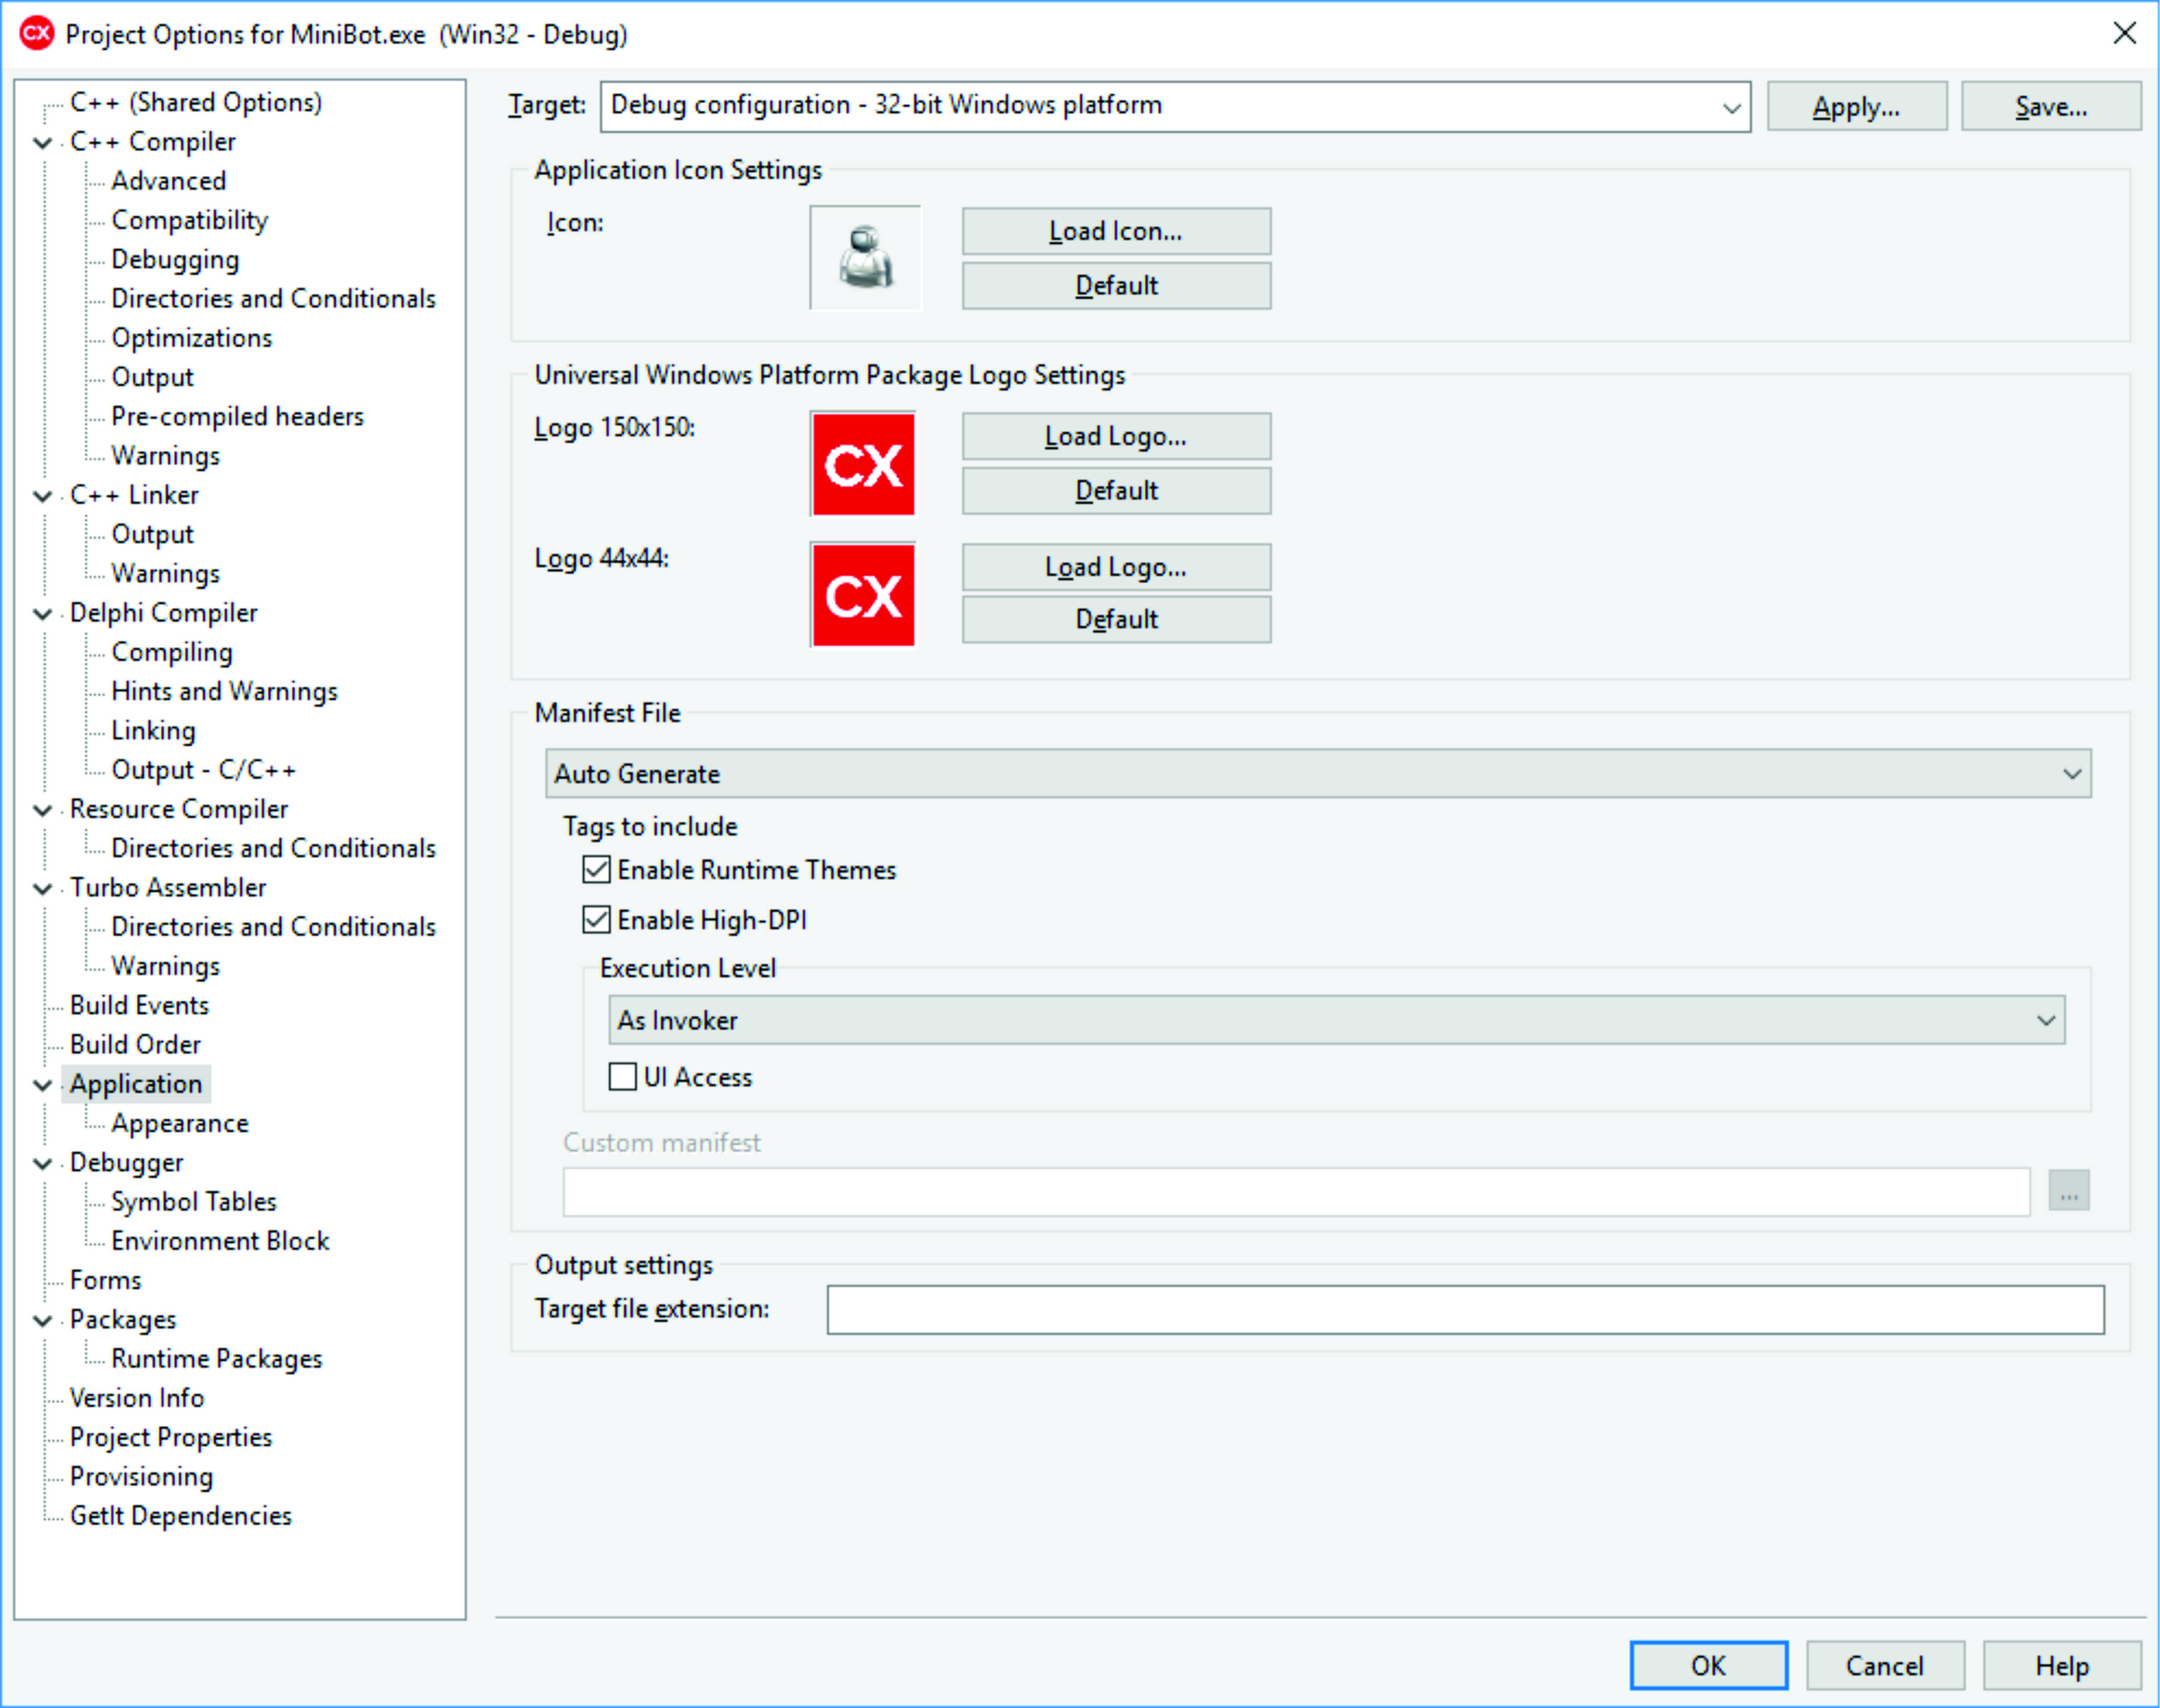 CX Project Options for MiniBot.exe (Win32 - Debug)
C++ (Shared Options)
C++ Compiler
Advanced
Compatibility
Debugging
Directories and Conditionals
Optimizations
Output
Pre-compiled headers
Warnings
C++ Linker
Output
Warnings
Delphi Compiler
Compiling
Hints and Warnings
Linking
Output - C/C++
Resource Compiler
Directories and Conditionals
Turbo Assembler
Directories and Conditionals
Warnings
Build Events
Build Order
Application
Appearance
Debugger
Symbol Tables
Environment Block
Forms
Packages
Runtime Packages
Version Info
Project Properties
Provisioning
GetIt Dependencies
Target: Debug configuration - 32-bit Windows platform Apply... Save...
Application Icon Settings
Icon: Load Icon...
Default
Universal Windows Platform Package Logo Settings
Logo 150x150: CX Load Logo...
Default
Logo 44x44: CX Load Logo...
Default
Manifest File
Auto Generate
Tags to include
Enable Runtime Themes
Enable High-DPI
Execution Level
As Invoker
UI Access
Custom manifest
...
Output settings
Target file extension:
OK Cancel Help